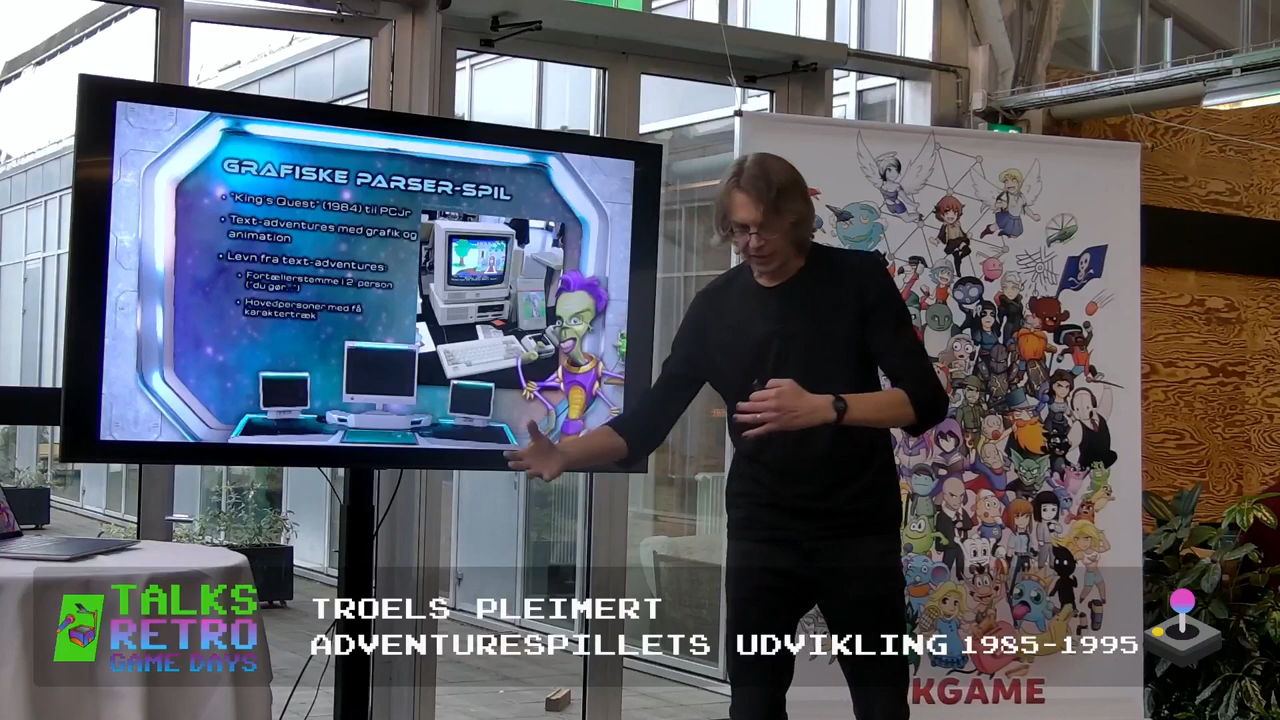 GRAFISKE PARSER-SPIL
• "King's Quest" (1984) til PCJr
• Text-adventures med grafik og
animation
• Levn fra text-adventures:
• Fortællerstemme i 2. person
("du gør...")
• Hovedpersoner med få
karaktertræk
TALKS
RETRO
GAME DAYS
TROELS PLEIMERT
ADVENTURESPILLETS UDVIKLING 1985-1995
KGAME